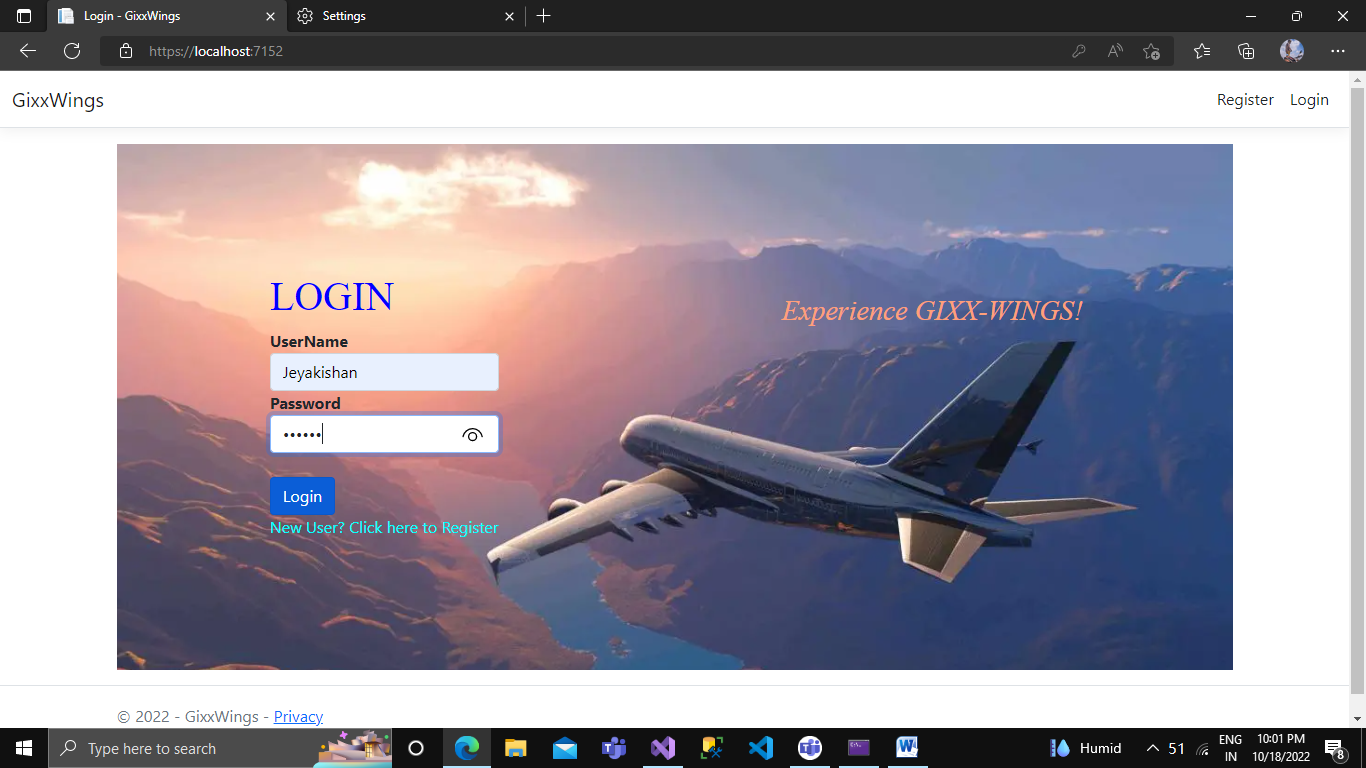 Login - GixxWings
Settings
https://localhost:7152
GixxWings
Register
Login
LOGIN
Experience GIXX-WINGS!
UserName
Jeyakishan
Password
••••••
Login
New User? Click here to Register
© 2022 - GixxWings - Privacy
Type here to search
Humid
51
ENG
IN
10:01 PM
10/18/2022
8